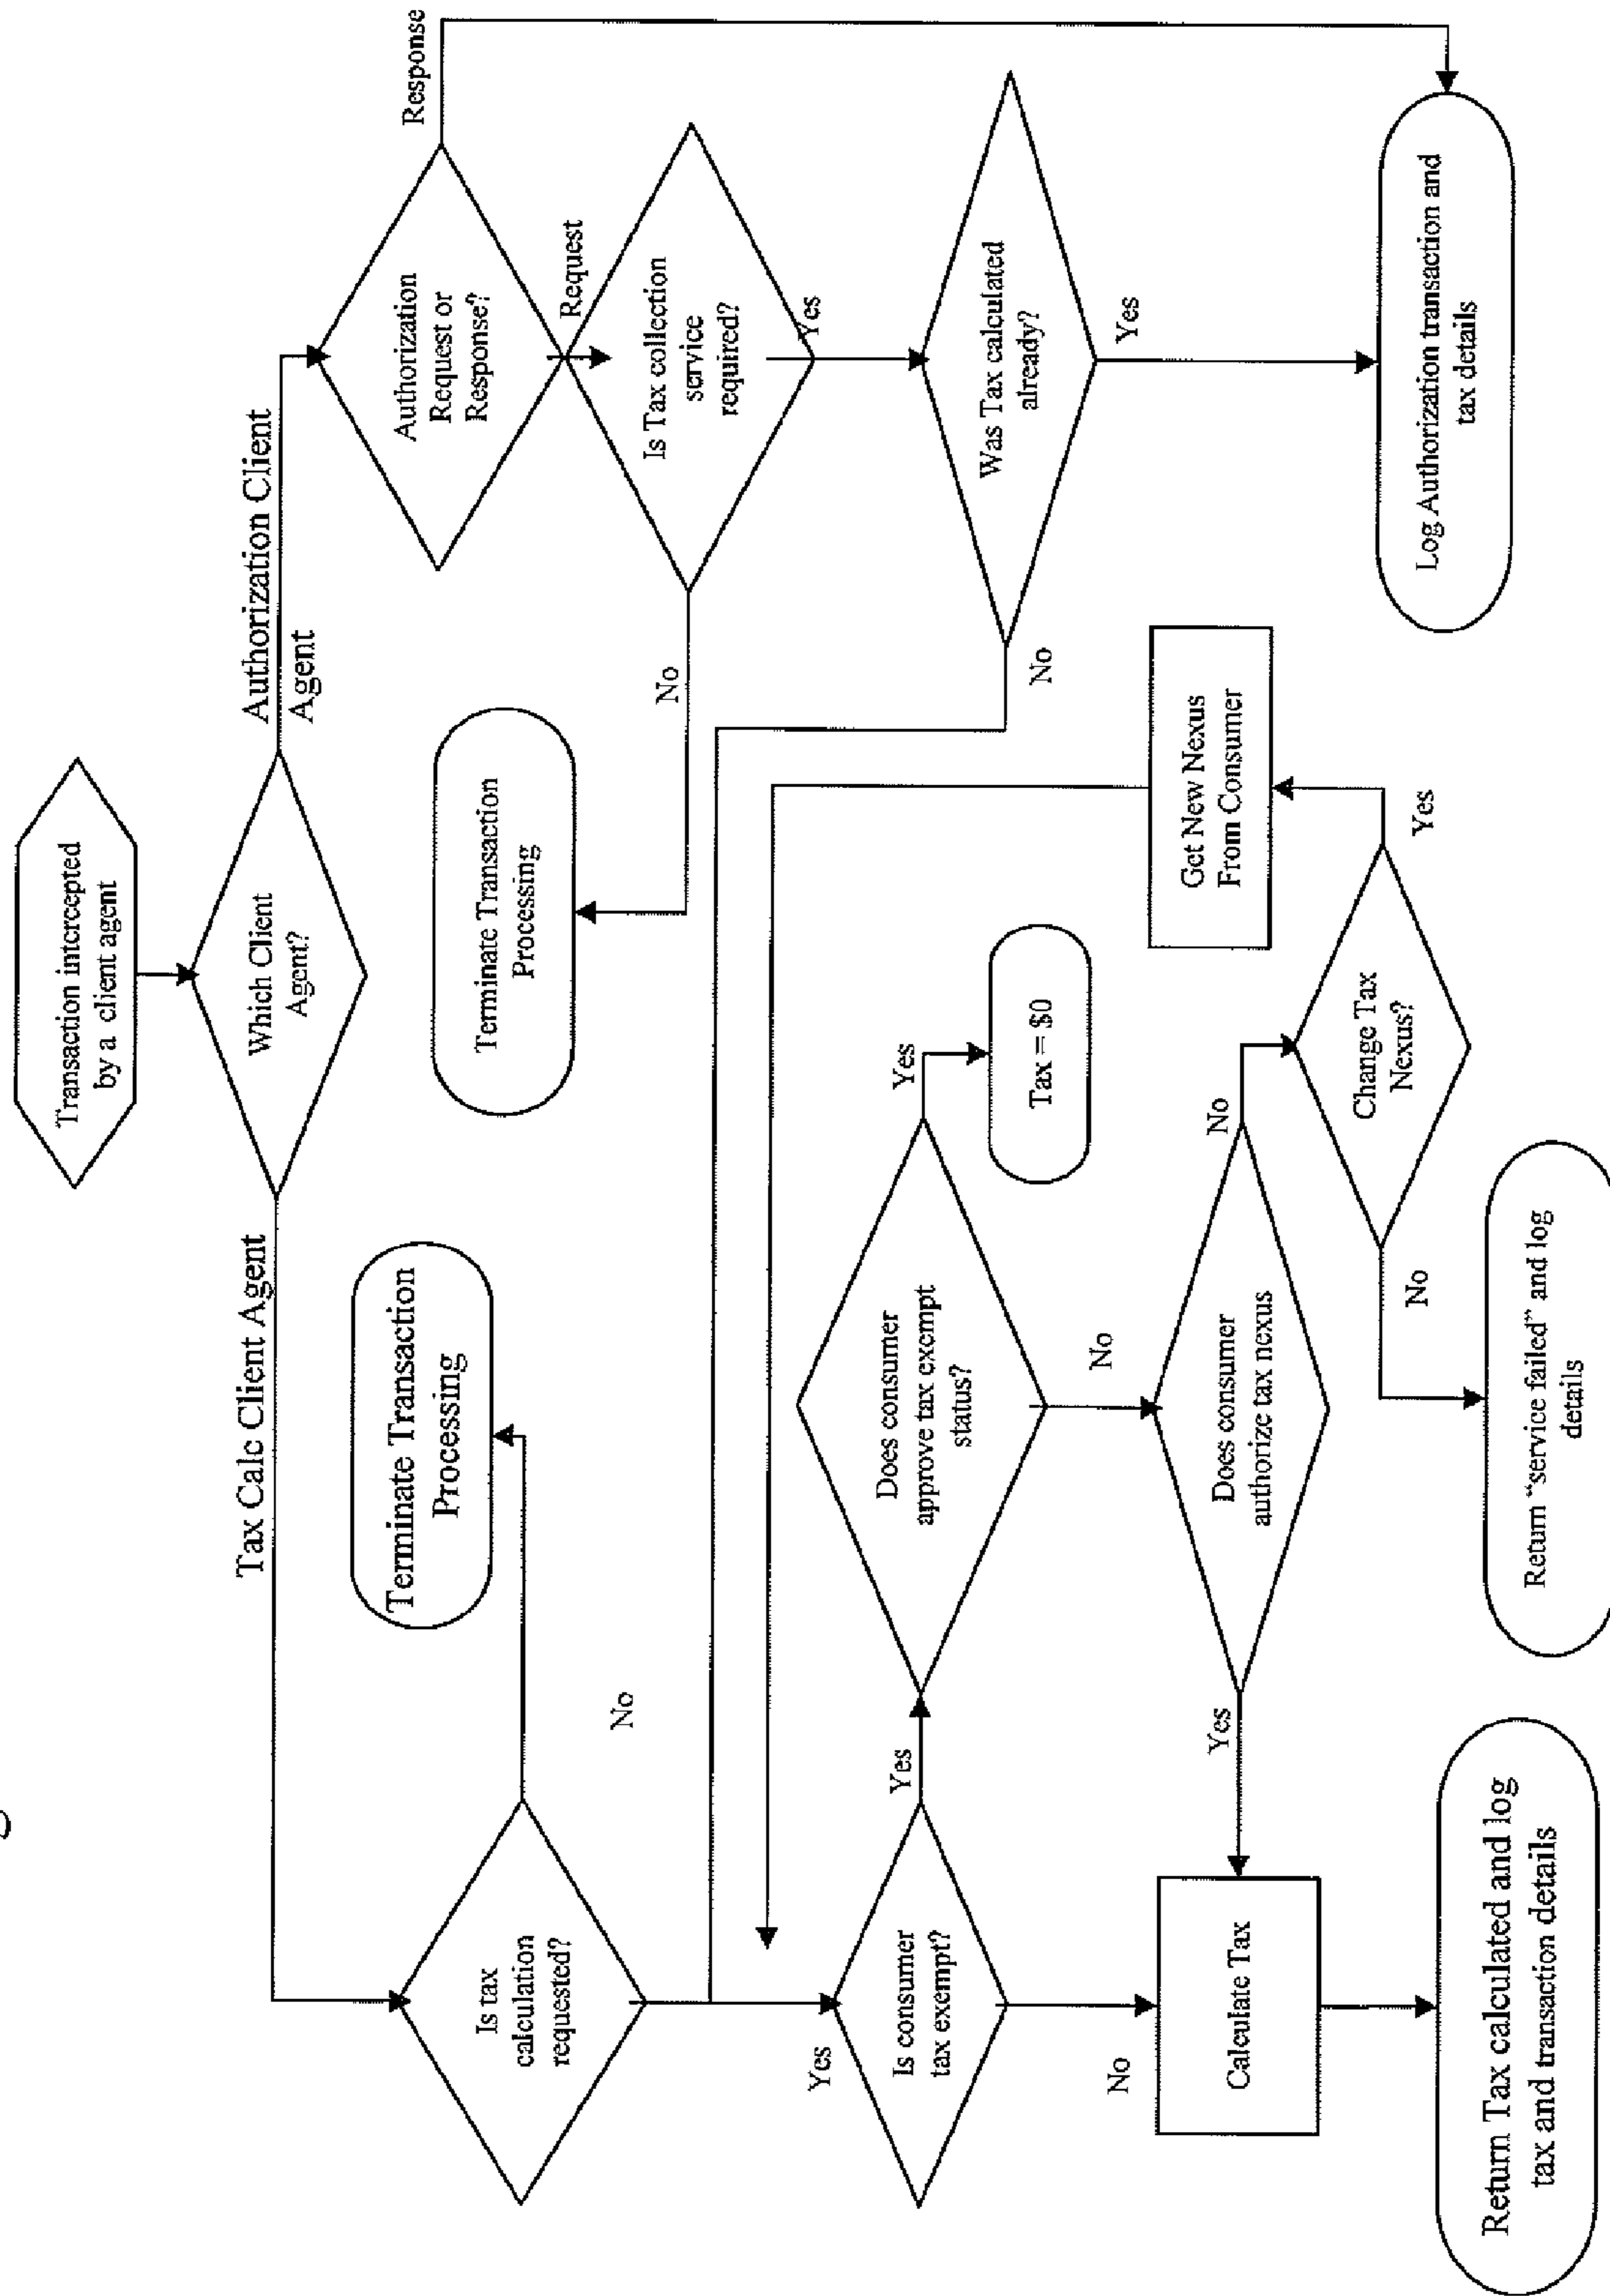 Transaction intercepted
by a client agent
Which Client
Agent?
Tax Calc Client Agent
Authorization Client
Agent
Authorization
Request or
Response?
Response
Request
Is Tax collection
service
required?
No
Yes
Terminate Transaction
Processing
Was Tax calculated
already?
No
Yes
Log Authorization transaction and
tax details
Is tax
calculation
requested?
No
Terminate Transaction
Processing
Yes
Is consumer
tax exempt?
Yes
No
Does consumer
approve tax exempt
status?
Yes
Tax = $0
No
Does consumer
authorize tax nexus
Yes
No
Change Tax
Nexus?
Yes
Get New Nexus
From Consumer
No
Return “service failed” and log
details
Calculate Tax
Return Tax calculated and log
tax and transaction details